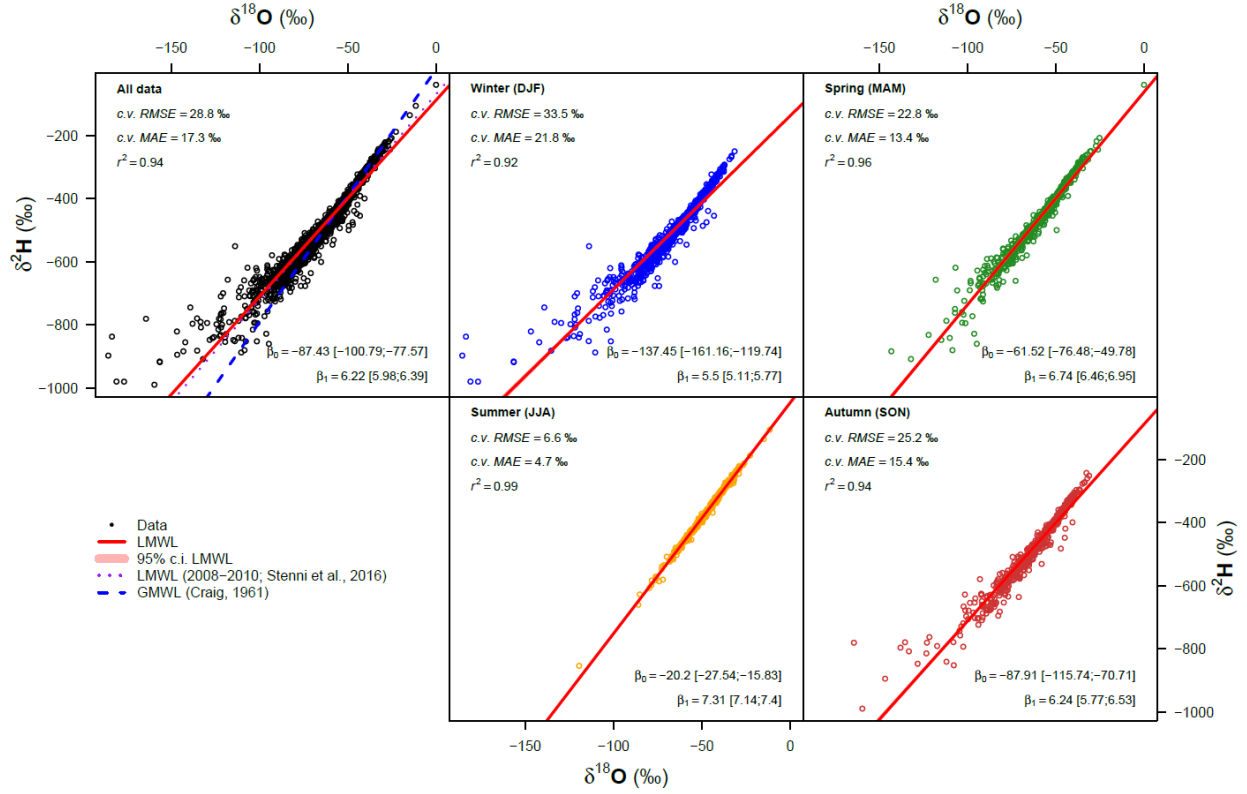 δ¹⁸O (‰)
δ¹⁸O (‰)
−150 −100 −50 0
−150 −100 −50 0
All data
c.v. RMSE = 28.8 ‰
c.v. MAE = 17.3 ‰
r² = 0.94
β₀ = −87.43 [−100.79;−77.57]
β₁ = 6.22 [5.98;6.39]
Winter (DJF)
c.v. RMSE = 33.5 ‰
c.v. MAE = 21.8 ‰
r² = 0.92
β₀ = −137.45 [−161.16;−119.74]
β₁ = 5.5 [5.11;5.77]
Spring (MAM)
c.v. RMSE = 22.8 ‰
c.v. MAE = 13.4 ‰
r² = 0.96
β₀ = −61.52 [−76.48;−49.78]
β₁ = 6.74 [6.46;6.95]
δ²H (‰)
−200
−400
−600
−800
−1000
Summer (JJA)
c.v. RMSE = 6.6 ‰
c.v. MAE = 4.7 ‰
r² = 0.99
β₀ = −20.2 [−27.54;−15.83]
β₁ = 7.31 [7.14;7.4]
Autumn (SON)
c.v. RMSE = 25.2 ‰
c.v. MAE = 15.4 ‰
r² = 0.94
β₀ = −87.91 [−115.74;−70.71]
β₁ = 6.24 [5.77;6.53]
−200
−400
−600
−800
−1000
δ²H (‰)
Data
LMWL
95% c.i. LMWL
LMWL (2008−2010; Stenni et al., 2016)
GMWL (Craig, 1961)
−150 −100 −50 0
δ¹⁸O (‰)